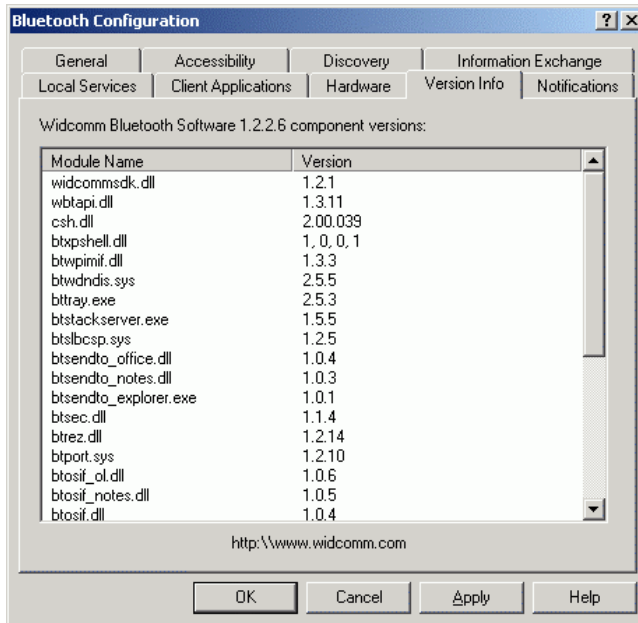 Bluetooth Configuration
General Accessibility Discovery Information Exchange
Local Services Client Applications Hardware Version Info Notifications
Widcomm Bluetooth Software 1.2.2.6 component versions:
Module Name Version
widcommsdk.dll 1.2.1
wbtapi.dll 1.3.11
csh.dll 2.00.039
btxpshell.dll 1, 0, 0, 1
btwpimif.dll 1.3.3
btwdndis.sys 2.5.5
bttray.exe 2.5.3
btstackserver.exe 1.5.5
btslbcsp.sys 1.2.5
btsendto_office.dll 1.0.4
btsendto_notes.dll 1.0.3
btsendto_explorer.exe 1.0.1
btsec.dll 1.1.4
btrez.dll 1.2.14
btport.sys 1.2.10
btosif_ol.dll 1.0.6
btosif_notes.dll 1.0.5
btosif.dll 1.0.4
http:\\www.widcomm.com
OK Cancel Apply Help